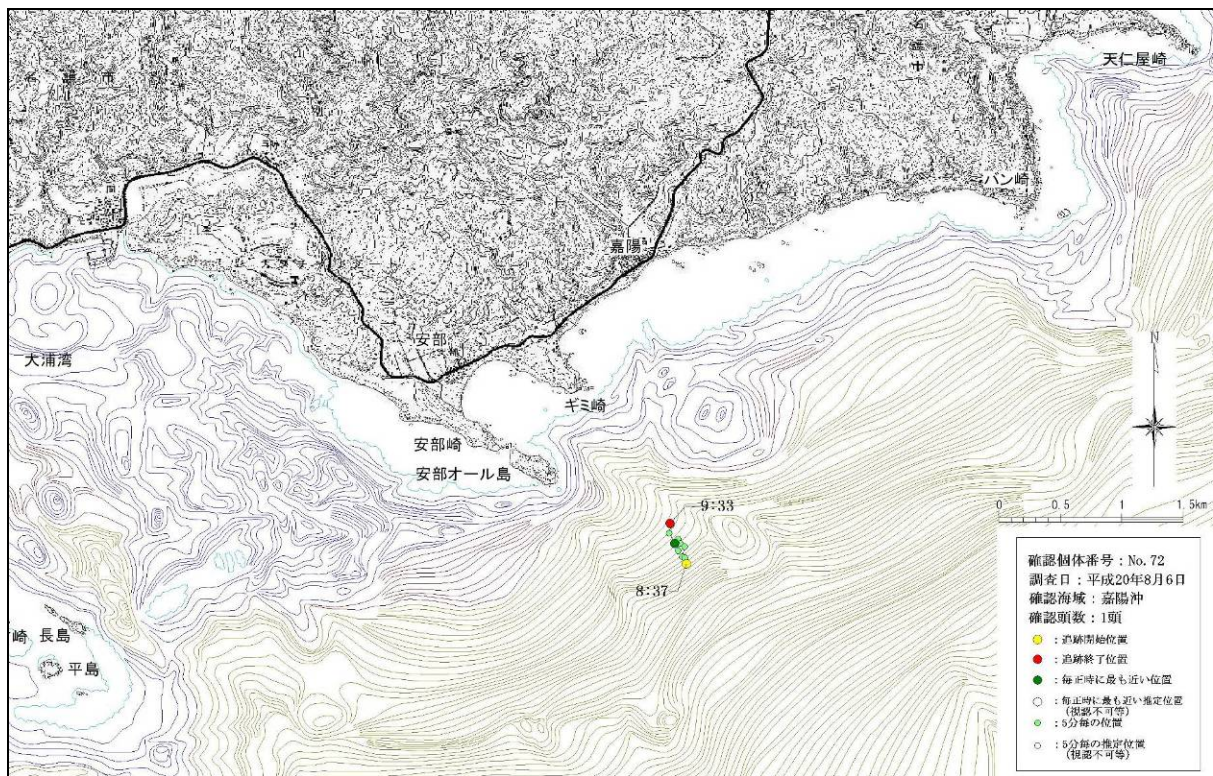 天仁屋崎
バン崎
嘉陽
安部
大浦湾
ギミ崎
安部崎
安部オール島
N
0 0.5 1 1.5km
9:33
8:37
長島
崎
平島
確認個体番号：No.72
調査日：平成20年8月6日
確認海域：嘉陽沖
確認頭数：1頭
：追跡開始位置
：追跡終了位置
：毎正時に最も近い位置
：毎正時に最も近い推定位置
（視認不可等）
：5分毎の位置
：5分毎の推定位置
（視認不可等）